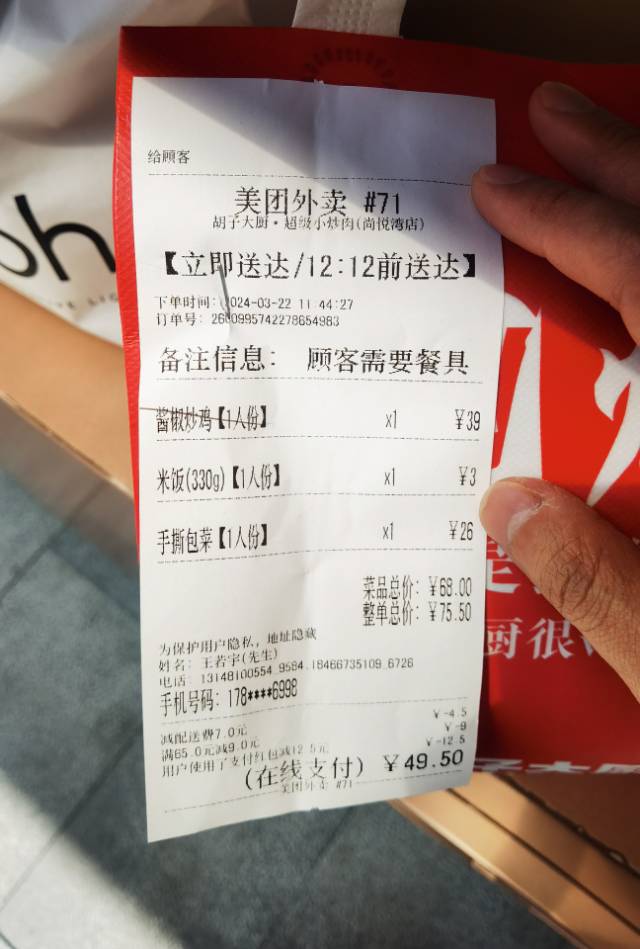 给顾客
美团外卖 #71
胡子大厨·超级小炒肉(尚悦湾店)
【立即送达/12:12前送达】
下单时间: 2024-03-22 11:44:27
订单号: 2600995742278654983
备注信息: 顾客需要餐具
酱椒炒鸡【1人份】 x1 ￥39
米饭(330g)【1人份】 x1 ￥3
手撕包菜【1人份】 x1 ￥26
菜品总价: ￥68.00
整单总价: ￥75.50
为保护用户隐私, 地址隐藏
姓名: 王若宇(先生)
电话: 13148100554_9584,18466735109_6726
手机号码: 178****6998
￥-4.5
减配送费7.0元
￥-9
满65.0元减9.0元
￥-12.5
用户使用了支付红包减12.5元
(在线支付) ￥49.50
美团外卖 #71
厨很
子大厨